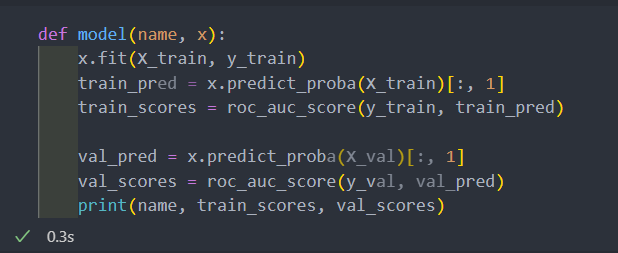 def model(name, x):
    x.fit(X_train, y_train)
    train_pred = x.predict_proba(X_train)[:, 1]
    train_scores = roc_auc_score(y_train, train_pred)

    val_pred = x.predict_proba(X_val)[:, 1]
    val_scores = roc_auc_score(y_val, val_pred)
    print(name, train_scores, val_scores)
✓ 0.3s